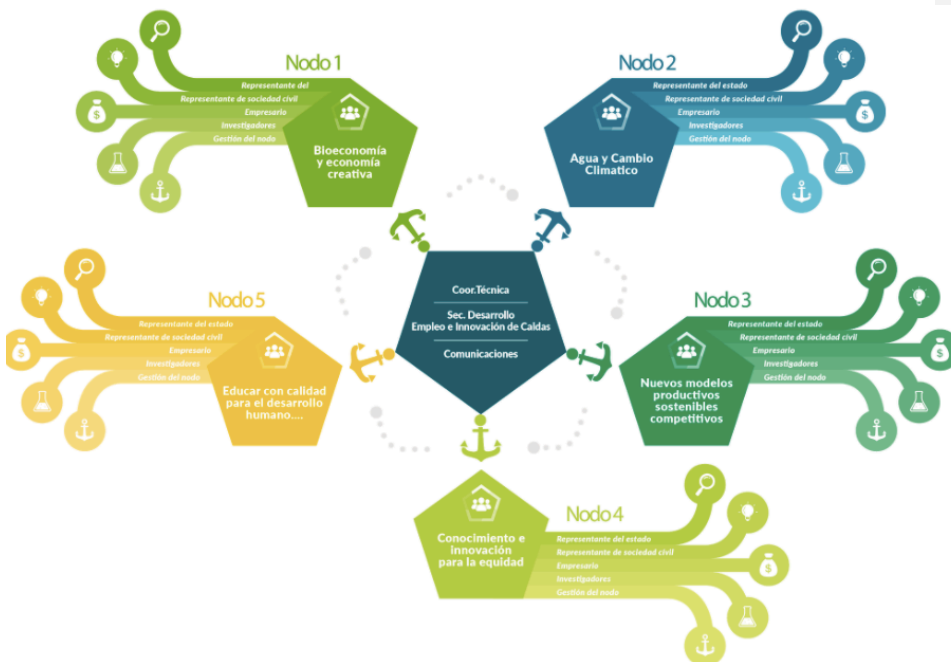 Nodo 1
Representante del
Representante de sociedad civil
Empresario
Investigadores
Gestión del nodo
Bioeconomía
y economía
creativa
Nodo 2
Representante del estado
Representante de sociedad civil
Empresario
Investigadores
Gestión del nodo
Agua y Cambio
Climatico
Coor.Técnica
Sec. Desarrollo
Empleo e Innovación de Caldas
Comunicaciones
Nodo 5
Representante del estado
Representante de sociedad civil
Empresario
Investigadores
Gestión del nodo
Educar con calidad
para el desarrollo
humano....
Nodo 3
Representante del estado
Representante de sociedad civil
Empresario
Investigadores
Gestión del nodo
Nuevos modelos
productivos
sostenibles
competitivos
Nodo 4
Representante del estado
Representante de sociedad civil
Empresario
Investigadores
Gestión del nodo
Conocimiento e
innovación
para la equidad